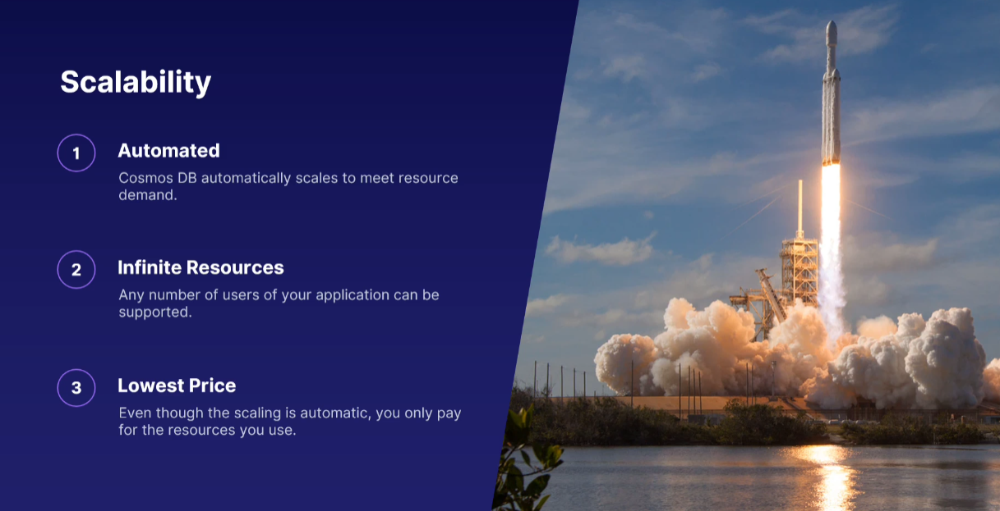 Scalability
1
Automated
Cosmos DB automatically scales to meet resource
demand.
2
Infinite Resources
Any number of users of your application can be
supported.
3
Lowest Price
Even though the scaling is automatic, you only pay
for the resources you use.